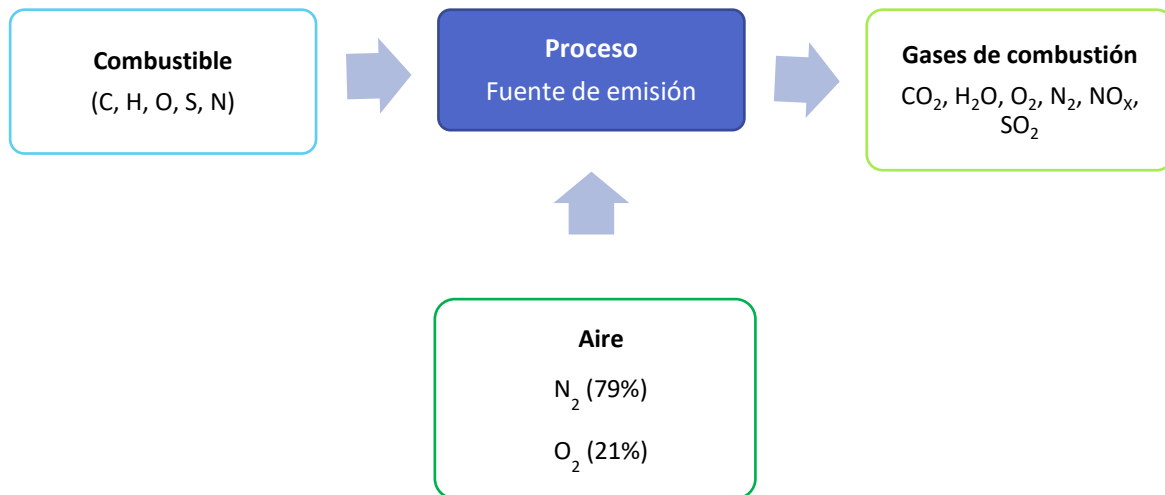 Combustible
(C, H, O, S, N)
Proceso
Fuente de emisión
Gases de combustión
CO₂, H₂O, O₂, N₂, NOₓ,
SO₂
Aire
N₂ (79%)
O₂ (21%)